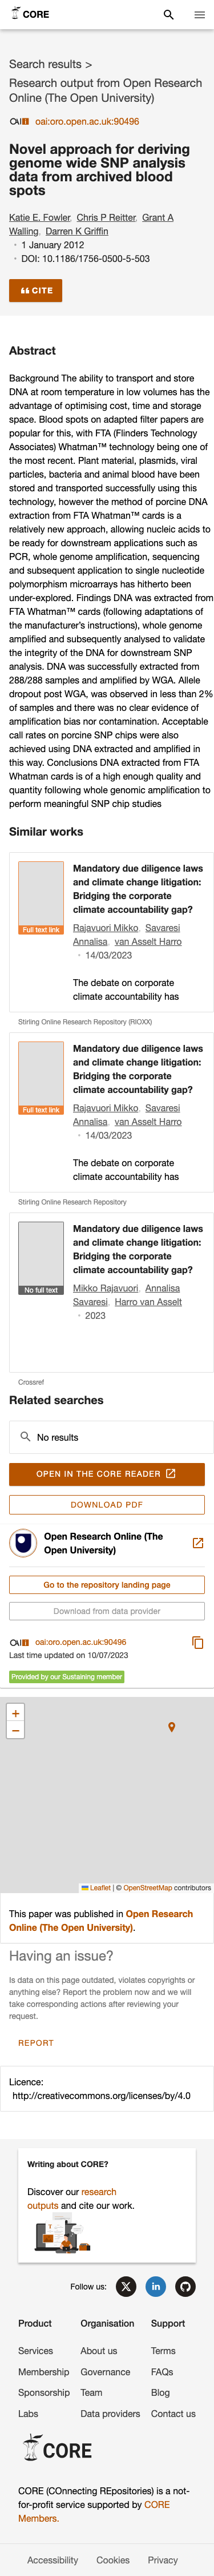 CORE
Search results >
Research output from Open Research
Online (The Open University)
OAI oai:oro.open.ac.uk:90496
Novel approach for deriving
genome wide SNP analysis
data from archived blood
spots
Katie E. Fowler, Chris P Reitter, Grant A
Walling, Darren K Griffin
• 1 January 2012
• DOI: 10.1186/1756-0500-5-503
CITE
Abstract
Background The ability to transport and store
DNA at room temperature in low volumes has the
advantage of optimising cost, time and storage
space. Blood spots on adapted filter papers are
popular for this, with FTA (Flinders Technology
Associates) Whatman™ technology being one of
the most recent. Plant material, plasmids, viral
particles, bacteria and animal blood have been
stored and transported successfully using this
technology, however the method of porcine DNA
extraction from FTA Whatman™ cards is a
relatively new approach, allowing nucleic acids to
be ready for downstream applications such as
PCR, whole genome amplification, sequencing
and subsequent application to single nucleotide
polymorphism microarrays has hitherto been
under-explored. Findings DNA was extracted from
FTA Whatman™ cards (following adaptations of
the manufacturer’s instructions), whole genome
amplified and subsequently analysed to validate
the integrity of the DNA for downstream SNP
analysis. DNA was successfully extracted from
288/288 samples and amplified by WGA. Allele
dropout post WGA, was observed in less than 2%
of samples and there was no clear evidence of
amplification bias nor contamination. Acceptable
call rates on porcine SNP chips were also
achieved using DNA extracted and amplified in
this way. Conclusions DNA extracted from FTA
Whatman cards is of a high enough quality and
quantity following whole genomic amplification to
perform meaningful SNP chip studies
Similar works
Mandatory due diligence laws
and climate change litigation:
Bridging the corporate
climate accountability gap?
Rajavuori Mikko, Savaresi
Annalisa, van Asselt Harro
• 14/03/2023
Full text link
The debate on corporate
climate accountability has
Stirling Online Research Repository (RIOXX)
Mandatory due diligence laws
and climate change litigation:
Bridging the corporate
climate accountability gap?
Rajavuori Mikko, Savaresi
Annalisa, van Asselt Harro
• 14/03/2023
Full text link
The debate on corporate
climate accountability has
Stirling Online Research Repository
Mandatory due diligence laws
and climate change litigation:
Bridging the corporate
climate accountability gap?
Mikko Rajavuori, Annalisa
Savaresi, Harro van Asselt
• 2023
No full text
Crossref
Related searches
No results
OPEN IN THE CORE READER
DOWNLOAD PDF
Open Research Online (The
Open University)
Go to the repository landing page
Download from data provider
OAI oai:oro.open.ac.uk:90496
Last time updated on 10/07/2023
Provided by our Sustaining member
+
−
Leaflet | © OpenStreetMap contributors
This paper was published in Open Research
Online (The Open University).
Having an issue?
Is data on this page outdated, violates copyrights or
anything else? Report the problem now and we will
take corresponding actions after reviewing your
request.
REPORT
Licence:
http://creativecommons.org/licenses/by/4.0
Writing about CORE?
Discover our research
outputs and cite our work.
Follow us:
Product Organisation Support
Services About us Terms
Membership Governance FAQs
Sponsorship Team Blog
Labs Data providers Contact us
CORE
CORE (COnnecting REpositories) is a not-
for-profit service supported by CORE
Members.
Accessibility Cookies Privacy